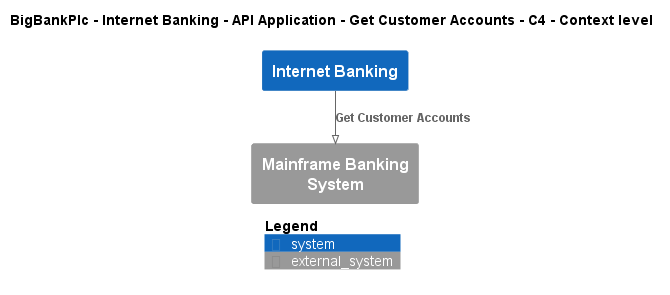 BigBankPlc - Internet Banking - API Application - Get Customer Accounts - C4 - Context level
Internet Banking
Get Customer Accounts
Mainframe Banking
System
Legend
system
external_system